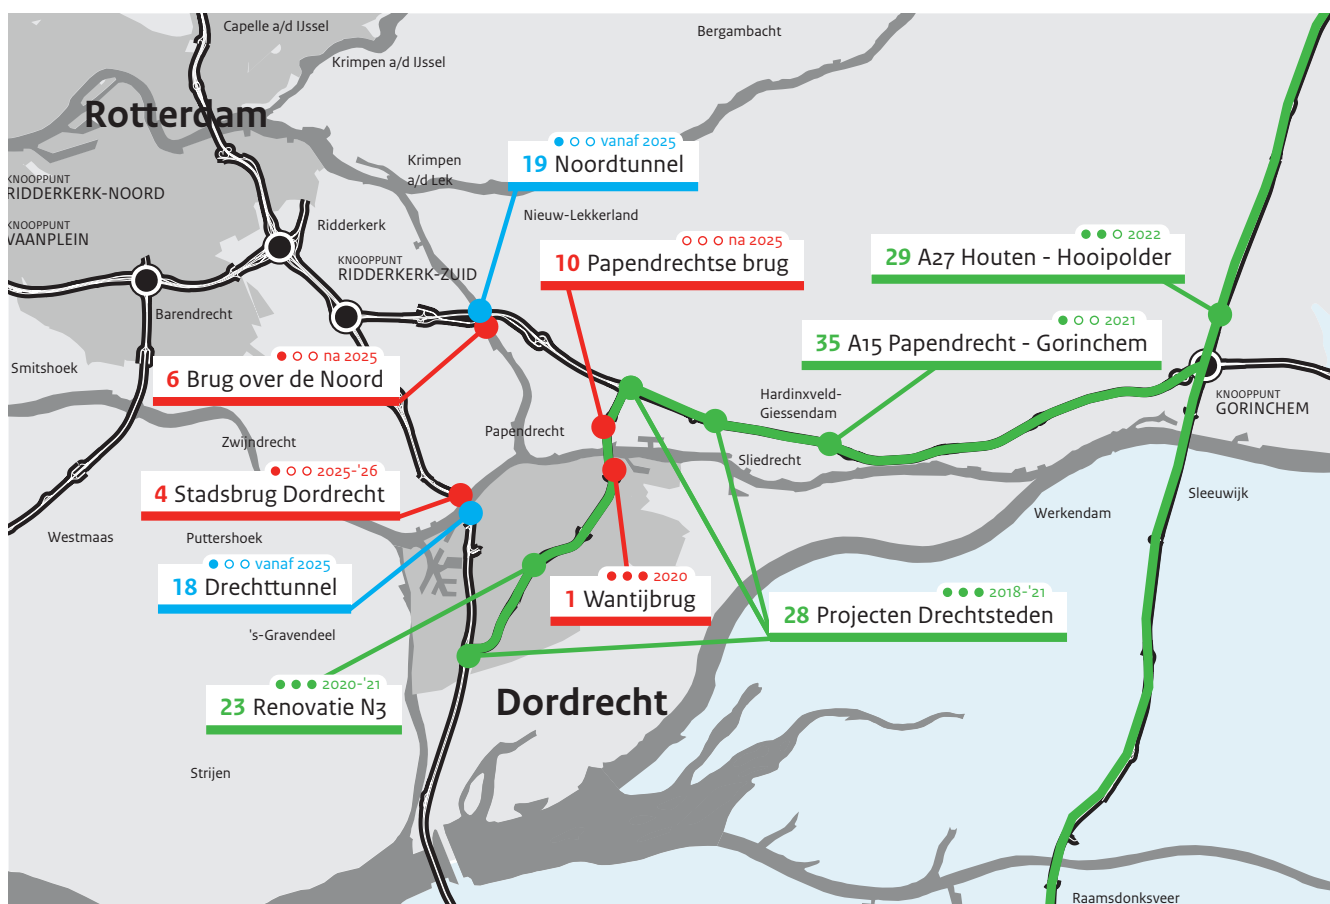 Capelle a/d IJssel
Bergambacht
Krimpen a/d IJssel
Rotterdam
vanaf 2025
19 Noordtunnel
Krimpen
a/d Lek
KNOOPPUNT
RIDDERKERK-NOORD
Nieuw-Lekkerland
Ridderkerk
KNOOPPUNT
VAANPLEIN
na 2025
10 Papendrechtse brug
2022
29 A27 Houten - Hooipolder
KNOOPPUNT
RIDDERKERK-ZUID
Barendrecht
2021
35 A15 Papendrecht - Gorinchem
Smitshoek
na 2025
6 Brug over de Noord
Hardinxveld-
Giessendam
KNOOPPUNT
GORINCHEM
Zwijndrecht
Papendrecht
Sliedrecht
2025-'26
4 Stadsbrug Dordrecht
Sleeuwijk
Werkendam
Westmaas
Puttershoek
vanaf 2025
18 Drechttunnel
2020
1 Wantijbrug
2018-'21
28 Projecten Drechtsteden
's-Gravendeel
2020-'21
23 Renovatie N3
Dordrecht
Strijen
Raamsdonksveer